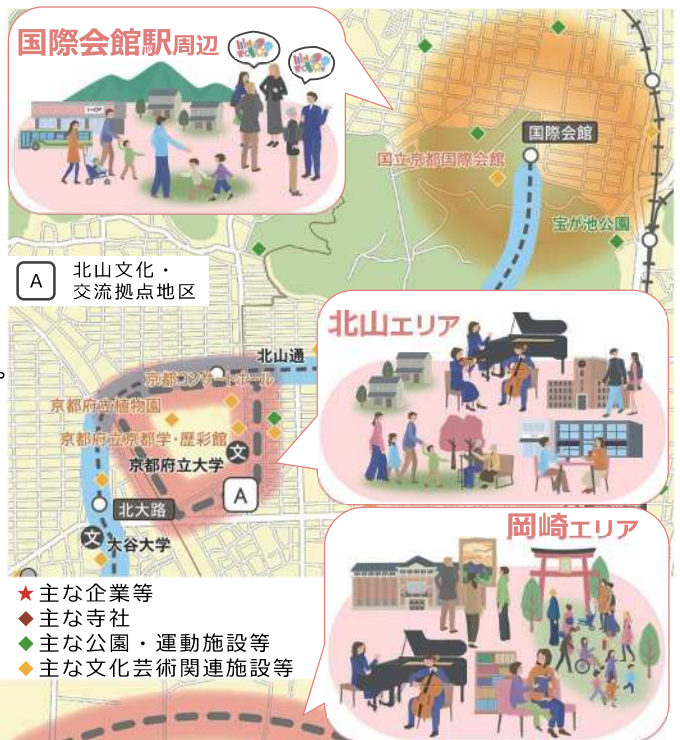 国際会館駅周辺
SHOP
国際会館
国立京都国際会館
宝が池公園
A
北山文化・
交流拠点地区
北山エリア
北山通
京都コンサートホール
京都府立植物園
京都府立京都学・歴彩館
文
京都府立大学
A
北大路
文
大谷大学
岡崎エリア
★主な企業等
◆主な寺社
◆主な公園・運動施設等
◆主な文化芸術関連施設等